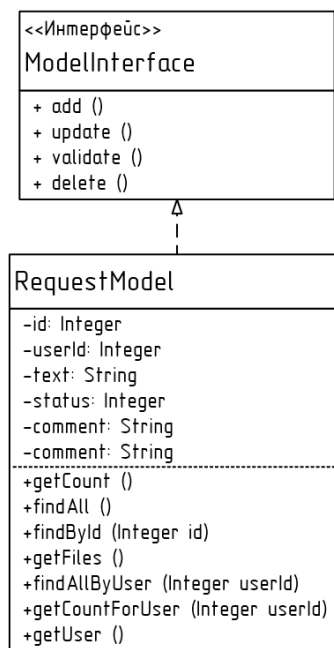 <<Интерфейс>>
ModelInterface
+ add ()
+ update ()
+ validate ()
+ delete ()
RequestModel
-id: Integer
-userId: Integer
-text: String
-status: Integer
-comment: String
-comment: String
+getCount ()
+findAll ()
+findById (Integer id)
+getFiles ()
+findAllByUser (Integer userId)
+getCountForUser (Integer userId)
+getUser ()